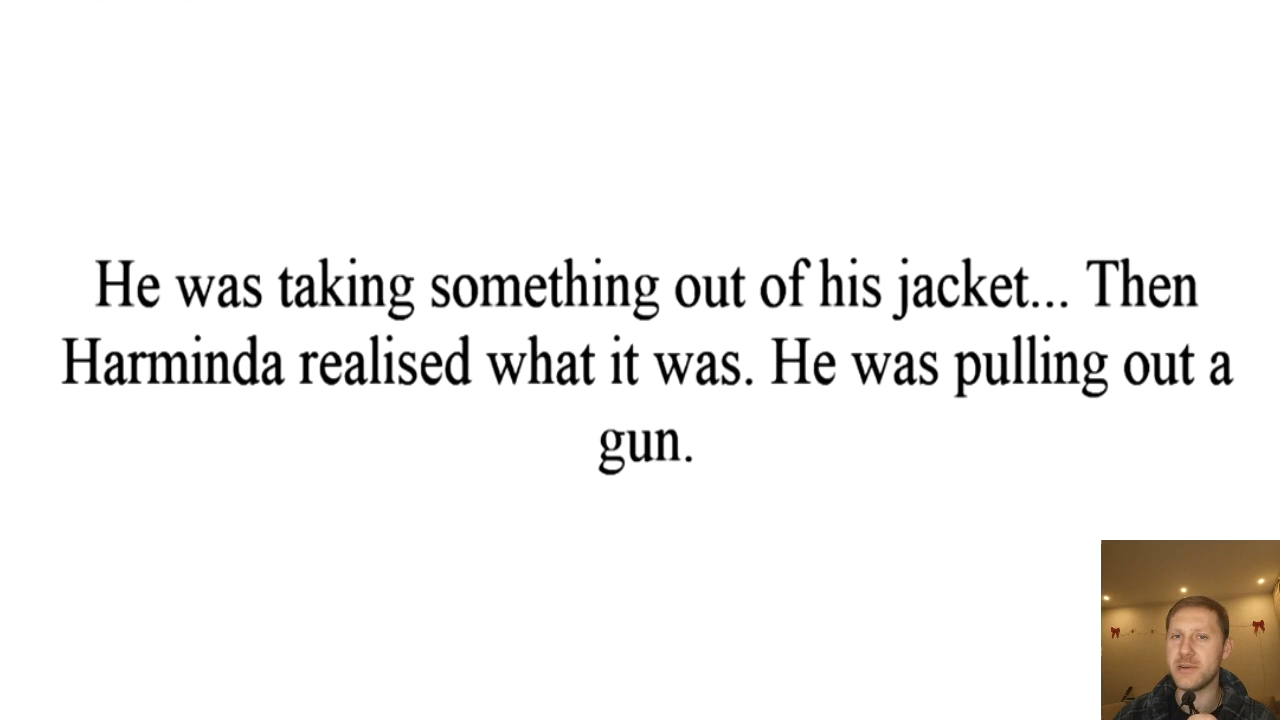 He was taking something out of his jacket... Then
Harminda realised what it was. He was pulling out a
gun.